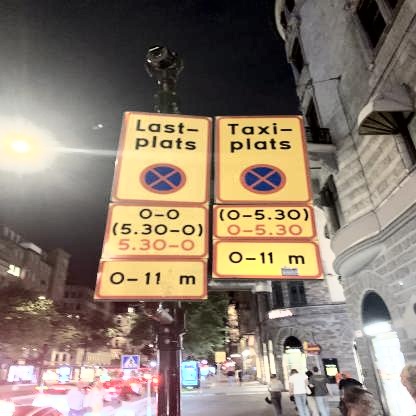 Last-
plats
0-0
(5.30-0)
5.30-0
0-11 m
Taxi-
plats
(0-5.30)
0-5.30
0-11 m